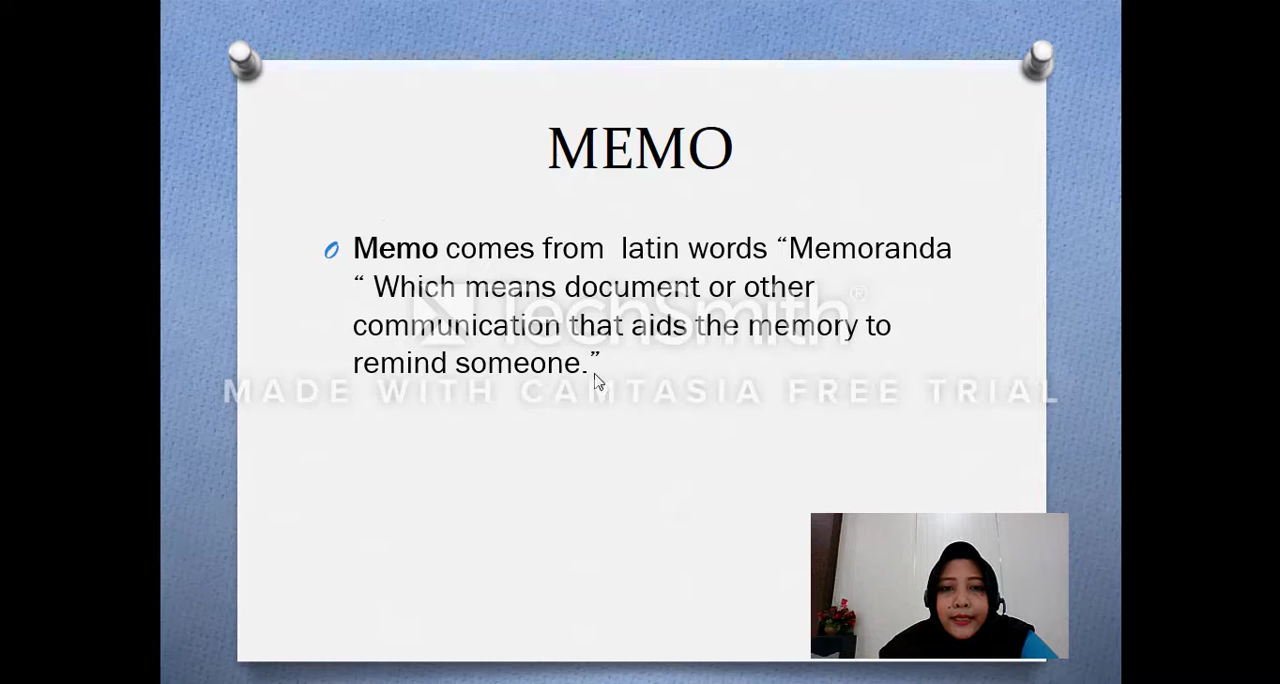 MEMO
Memo comes from latin words “Memoranda
“ Which means document or other
communication that aids the memory to
remind someone.”
TechSmith®
MADE WITH CAMTASIA FREE TRIAL